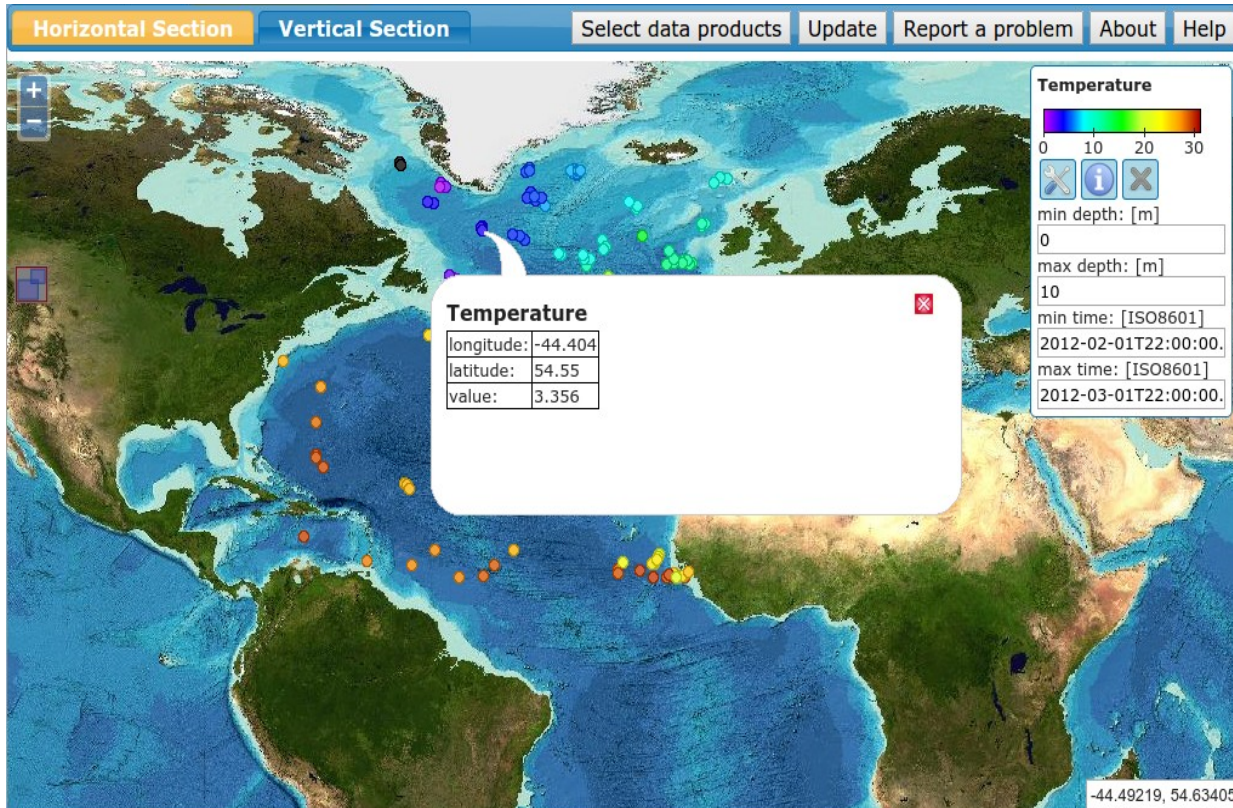 Horizontal Section Vertical Section Select data products Update Report a problem About Help
+
−
Temperature
0 10 20 30
min depth: [m]
0
max depth: [m]
10
min time: [ISO8601]
2012-02-01T22:00:00.
max time: [ISO8601]
2012-03-01T22:00:00.
Temperature
longitude: -44.404
latitude: 54.55
value: 3.356
-44.49219, 54.63405